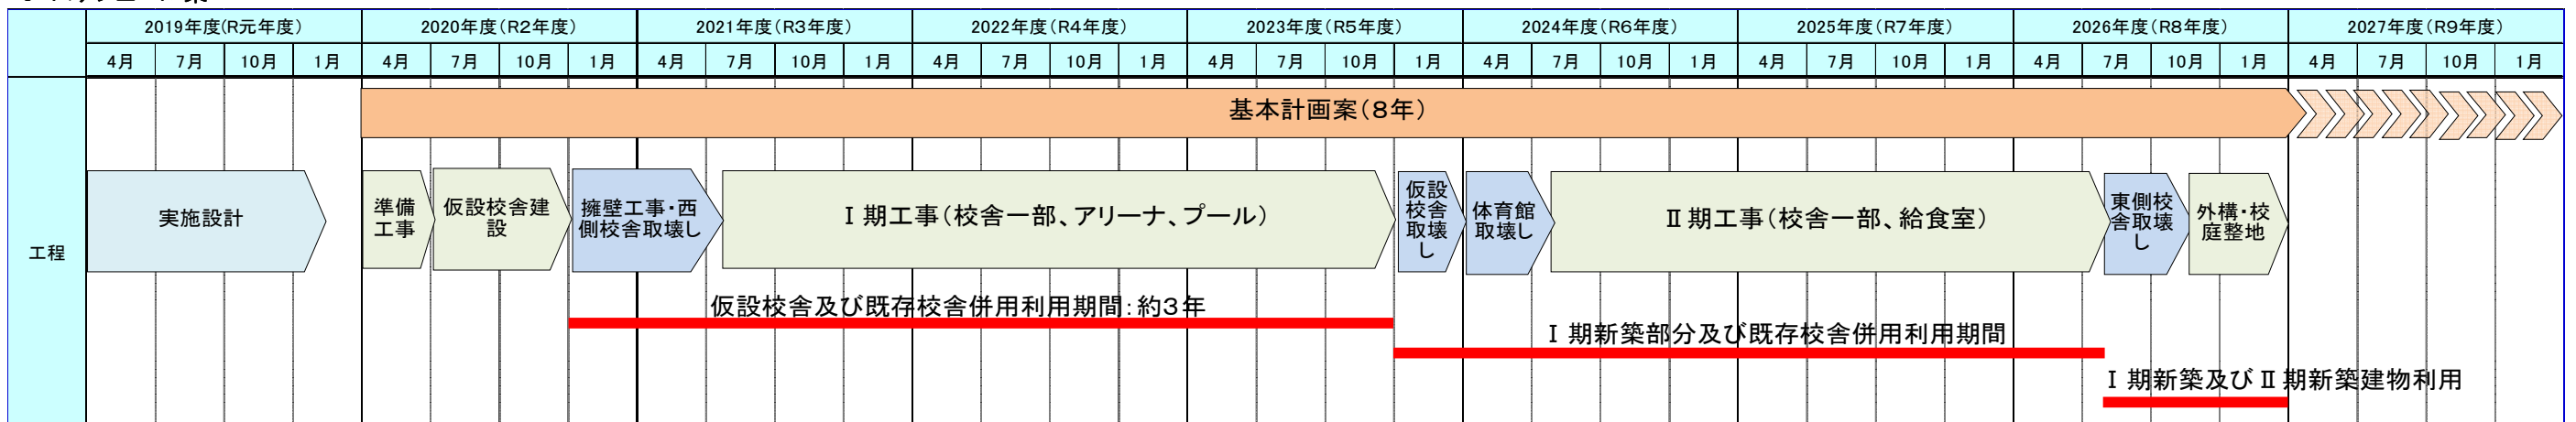 2019年度(R元年度) 2020年度(R2年度) 2021年度(R3年度) 2022年度(R4年度) 2023年度(R5年度) 2024年度(R6年度) 2025年度(R7年度) 2026年度(R8年度) 2027年度(R9年度)
4月 7月 10月 1月 4月 7月 10月 1月 4月 7月 10月 1月 4月 7月 10月 1月 4月 7月 10月 1月 4月 7月 10月 1月 4月 7月 10月 1月 4月 7月 10月 1月 4月 7月 10月 1月
基本計画案(8年)
工程
実施設計
準備
工事
仮設校舎建
設
擁壁工事・西
側校舎取壊し
Ⅰ期工事(校舎一部、アリーナ、プール)
仮設
校舎
取壊
し
体育館
取壊し
Ⅱ期工事(校舎一部、給食室)
東側校
舎取壊
し
外構・校
庭整地
仮設校舎及び既存校舎併用利用期間:約3年
Ⅰ期新築部分及び既存校舎併用利用期間
Ⅰ期新築及びⅡ期新築建物利用